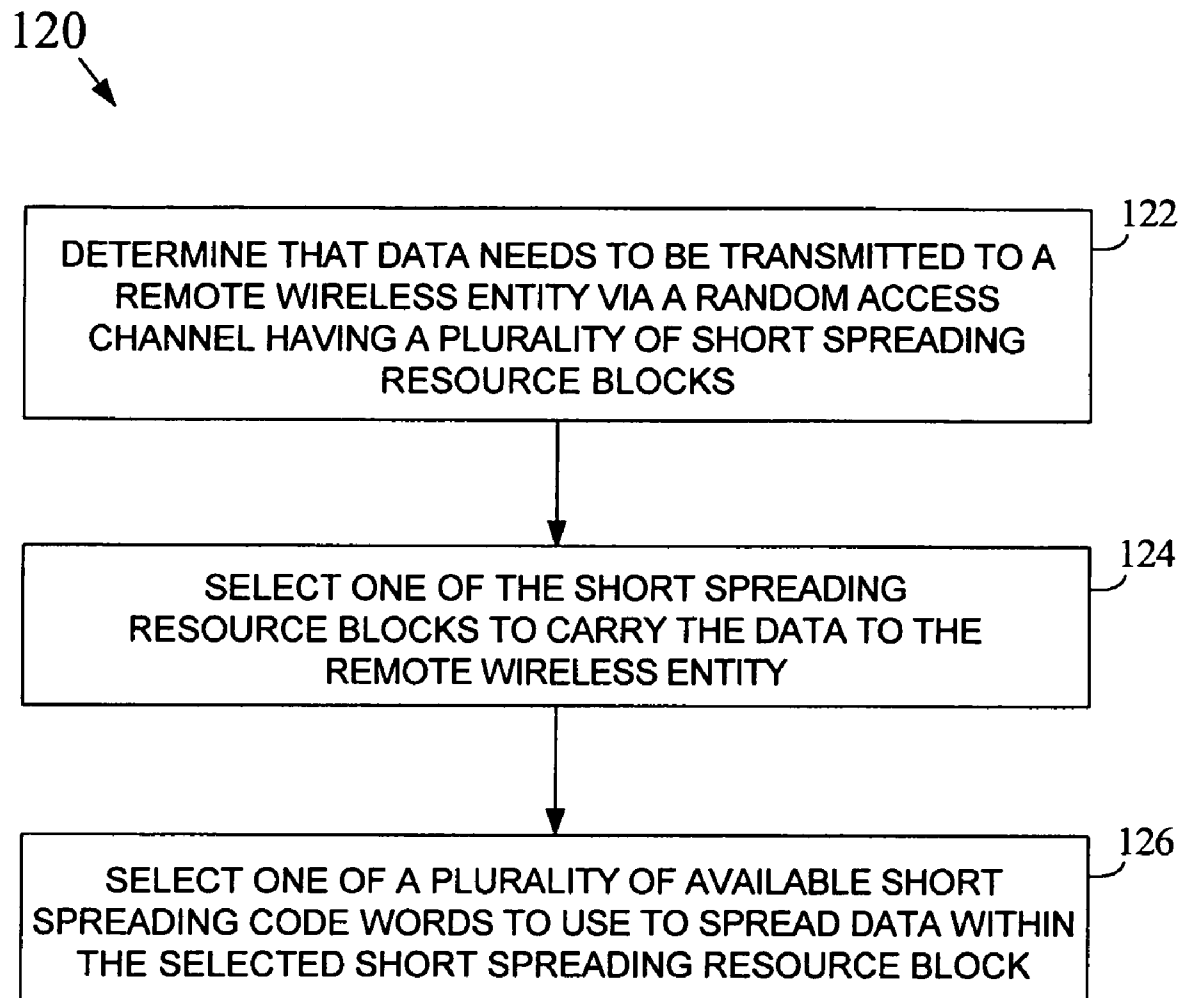 120
122
DETERMINE THAT DATA NEEDS TO BE TRANSMITTED TO A
REMOTE WIRELESS ENTITY VIA A RANDOM ACCESS
CHANNEL HAVING A PLURALITY OF SHORT SPREADING
RESOURCE BLOCKS
124
SELECT ONE OF THE SHORT SPREADING
RESOURCE BLOCKS TO CARRY THE DATA TO THE
REMOTE WIRELESS ENTITY
126
SELECT ONE OF A PLURALITY OF AVAILABLE SHORT
SPREADING CODE WORDS TO USE TO SPREAD DATA WITHIN
THE SELECTED SHORT SPREADING RESOURCE BLOCK